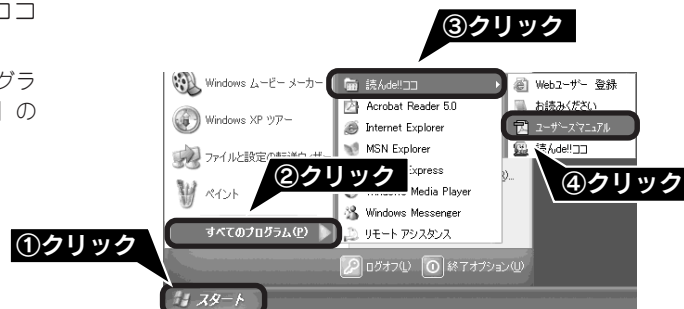 ココ
グラ
」の
③クリック
Windows ムービー メーカー
Windows XP ツアー
ファイルと設定の転送ウィザー
ペイント
すべてのプログラム(P)
②クリック
①クリック
スタート
読んde!!ココ
Acrobat Reader 5.0
Internet Explorer
MSN Explorer
Express
Windows Media Player
Windows Messenger
リモート アシスタンス
ログオフ(L)
終了オプション(U)
Webユーザー 登録
お読みください
ユーザーズマニュアル
読んde!!ココ
④クリック